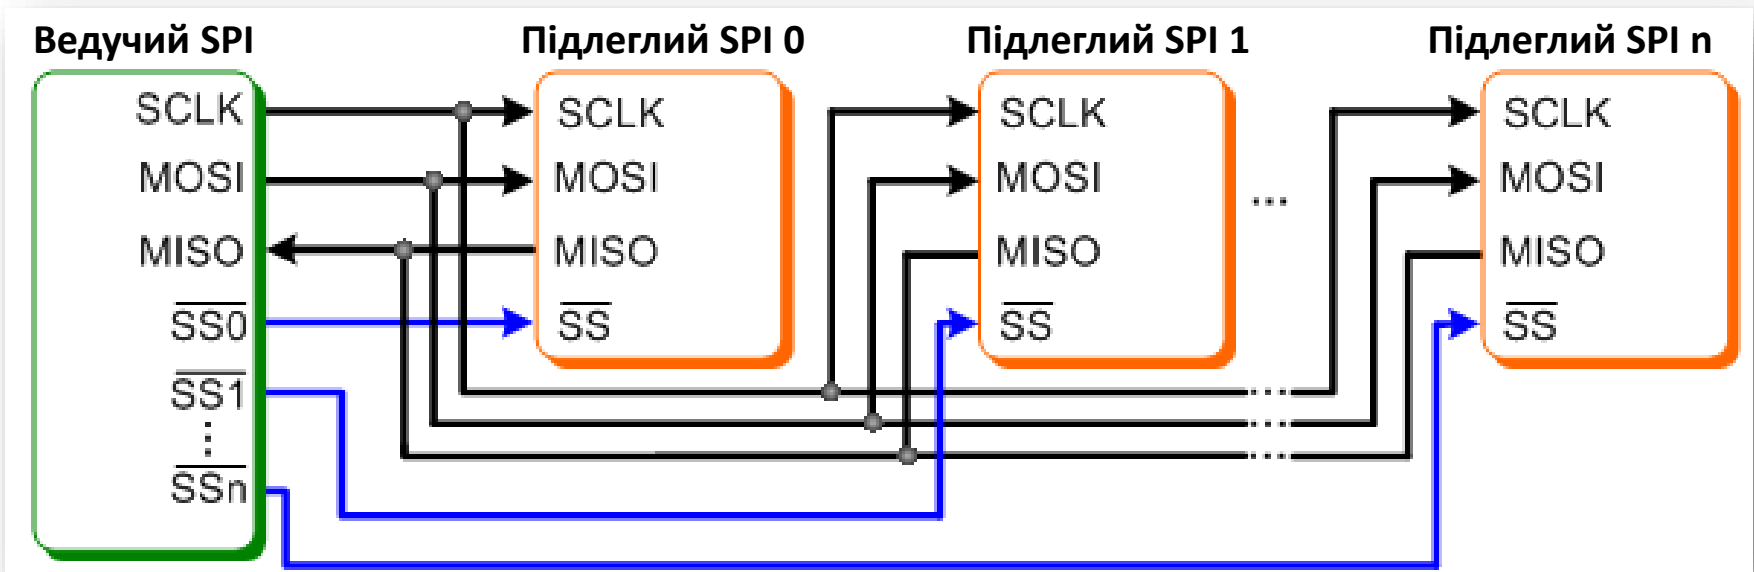 Ведучий SPI
SCLK
MOSI
MISO
SS0
SS1
⋮
SSn
Підлеглий SPI 0
SCLK
MOSI
MISO
SS
Підлеглий SPI 1
SCLK
MOSI
MISO
SS
...
Підлеглий SPI n
SCLK
MOSI
MISO
SS